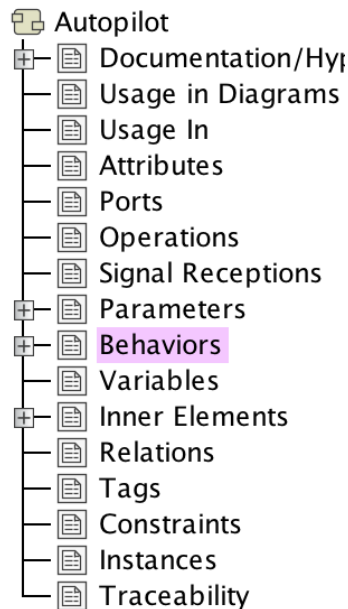 Autopilot
Documentation/Hyp
Usage in Diagrams
Usage In
Attributes
Ports
Operations
Signal Receptions
Parameters
Behaviors
Variables
Inner Elements
Relations
Tags
Constraints
Instances
Traceability